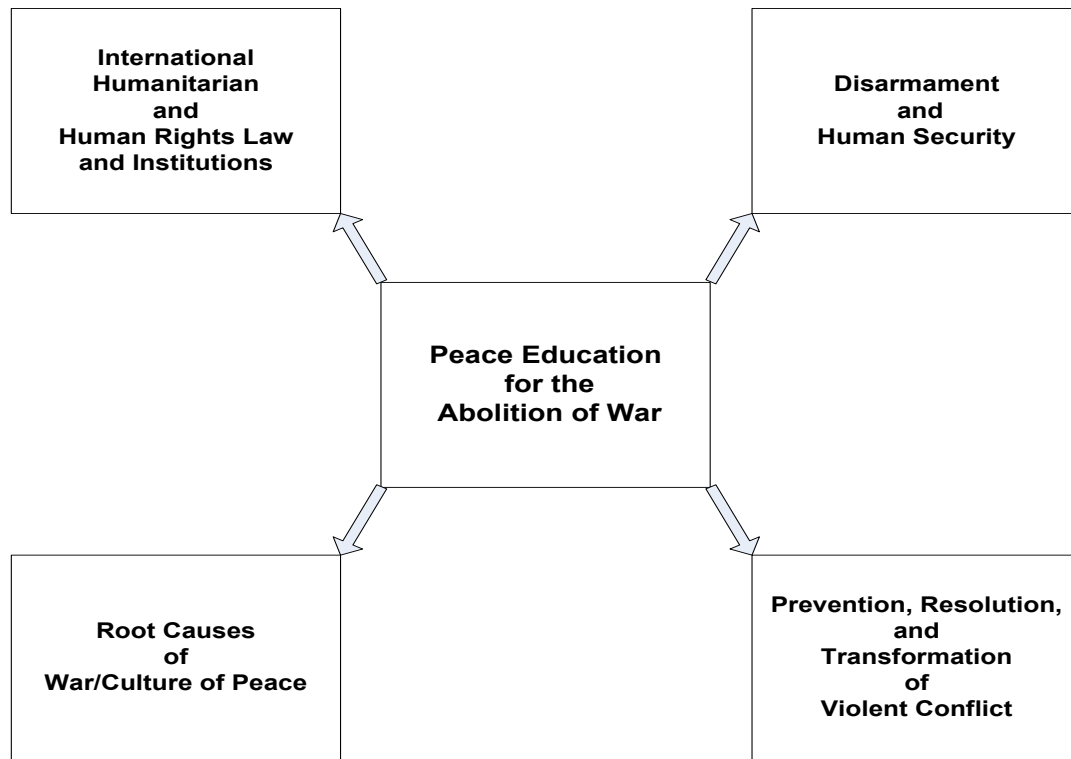 International
Humanitarian
and
Human Rights Law
and Institutions
Disarmament
and
Human Security
Peace Education
for the
Abolition of War
Root Causes
of
War/Culture of Peace
Prevention, Resolution,
and
Transformation
of
Violent Conflict